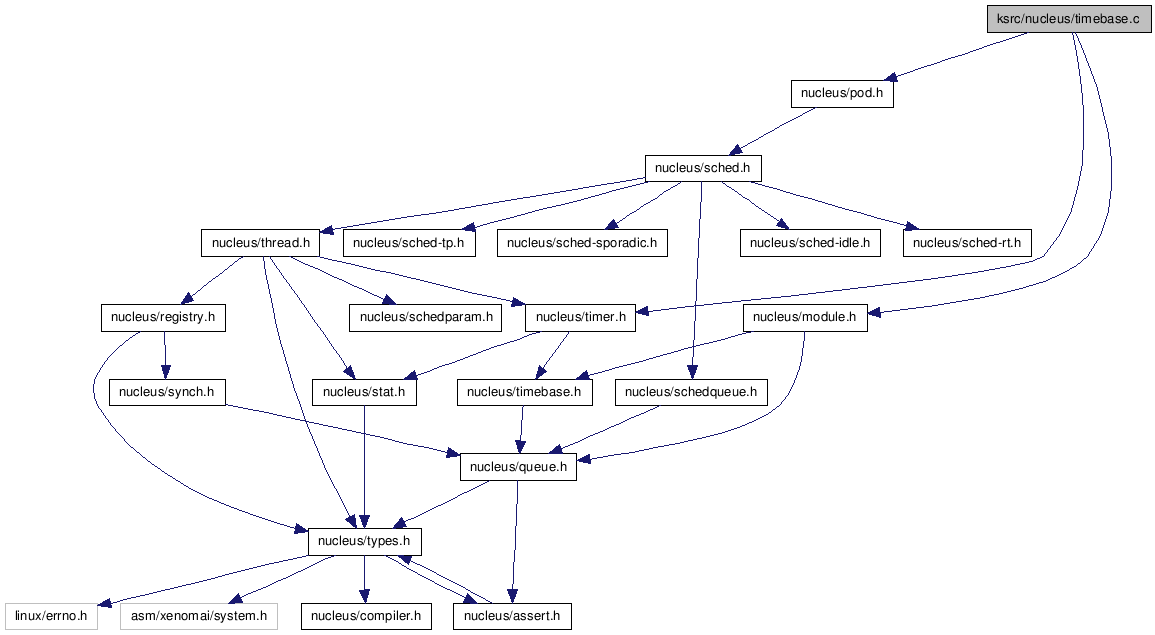 ksrc/nucleus/timebase.c
nucleus/pod.h
nucleus/sched.h
nucleus/thread.h
nucleus/sched-tp.h
nucleus/sched-sporadic.h
nucleus/sched-idle.h
nucleus/sched-rt.h
nucleus/registry.h
nucleus/schedparam.h
nucleus/timer.h
nucleus/module.h
nucleus/synch.h
nucleus/stat.h
nucleus/timebase.h
nucleus/schedqueue.h
nucleus/queue.h
nucleus/types.h
linux/errno.h
asm/xenomai/system.h
nucleus/compiler.h
nucleus/assert.h